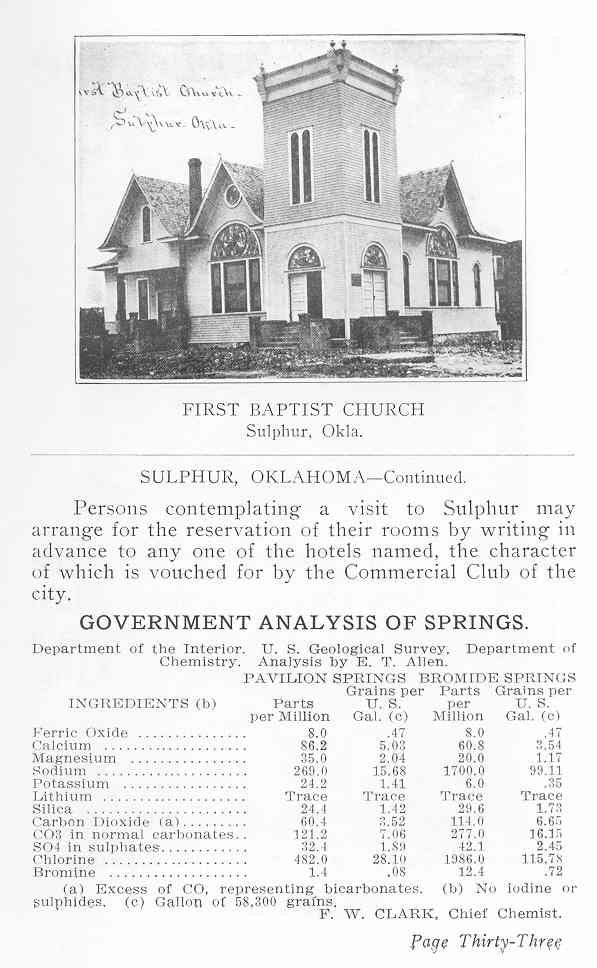 irst Baptist Church-
Sulphur-Okla-
FIRST BAPTIST CHURCH
Sulphur, Okla.
SULPHUR, OKLAHOMA—Continued.
Persons contemplating a visit to Sulphur may
arrange for the reservation of their rooms by writing in
advance to any one of the hotels named, the character
of which is vouched for by the Commercial Club of the
city.
GOVERNMENT ANALYSIS OF SPRINGS.
Department of the Interior. U. S. Geological Survey. Department of
Chemistry. Analysis by E. T. Allen.
PAVILION SPRINGS BROMIDE SPRINGS
Grains per Parts Grains per
INGREDIENTS (b) Parts U. S. per U. S.
per Million Gal. (c) Million Gal. (c)
Ferric Oxide ............... 8.0 .47 8.0 .47
Calcium ..................... 86.2 5.03 60.8 3.54
Magnesium ................. 35.0 2.04 20.0 1.17
Sodium ...................... 269.0 15.68 1700.0 99.11
Potassium .................. 24.2 1.41 6.0 .35
Lithium ..................... Trace Trace Trace Trace
Silica ........................ 24.4 1.42 29.6 1.73
Carbon Dioxide (a).......... 60.4 3.52 114.0 6.65
CO3 in normal carbonates.. 121.2 7.06 277.0 16.15
SO4 in sulphates............ 32.4 1.89 42.1 2.45
Chlorine ..................... 482.0 28.10 1986.0 115.78
Bromine .................... 1.4 .08 12.4 .72
(a) Excess of CO, representing bicarbonates. (b) No iodine or
sulphides. (c) Gallon of 58,300 grains.
F. W. CLARK, Chief Chemist.
Page Thirty-Three